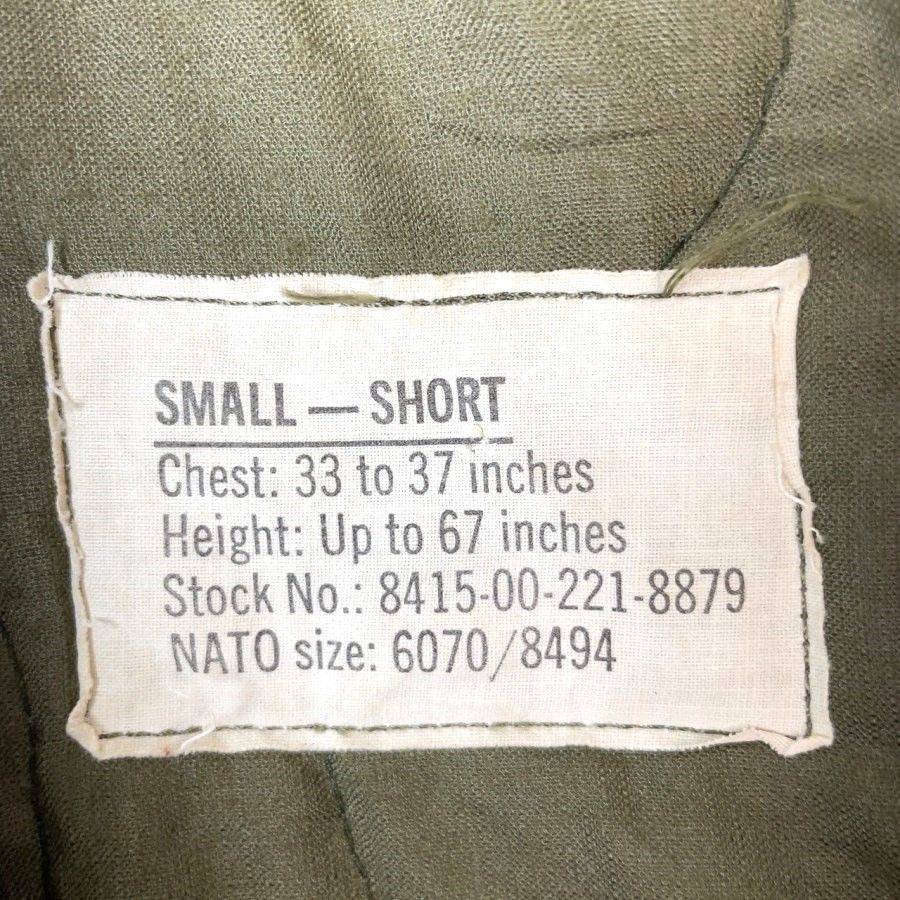 SMALL — SHORT
Chest: 33 to 37 inches
Height: Up to 67 inches
Stock No.: 8415-00-221-8879
NATO size: 6070/8494